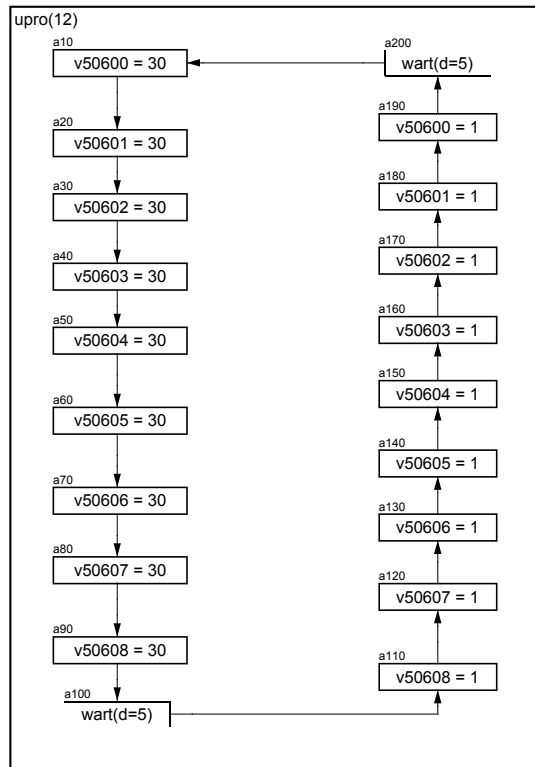 upro(12)
a10
v50600 = 30
a20
v50601 = 30
a30
v50602 = 30
a40
v50603 = 30
a50
v50604 = 30
a60
v50605 = 30
a70
v50606 = 30
a80
v50607 = 30
a90
v50608 = 30
a100
wart(d=5)
a110
v50608 = 1
a120
v50607 = 1
a130
v50606 = 1
a140
v50605 = 1
a150
v50604 = 1
a160
v50603 = 1
a170
v50602 = 1
a180
v50601 = 1
a190
v50600 = 1
a200
wart(d=5)